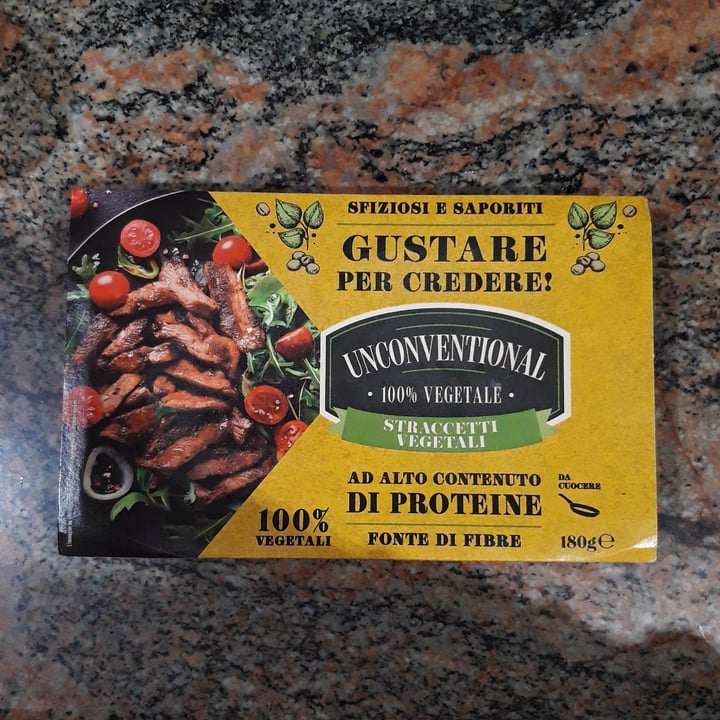 SFIZIOSI E SAPORITI
GUSTARE
PER CREDERE!
UNCONVENTIONAL
• 100% VEGETALE •
STRACCETTI
VEGETALI
AD ALTO CONTENUTO
DI PROTEINE
DA
CUOCERE
100%
VEGETALI
FONTE DI FIBRE
180g℮